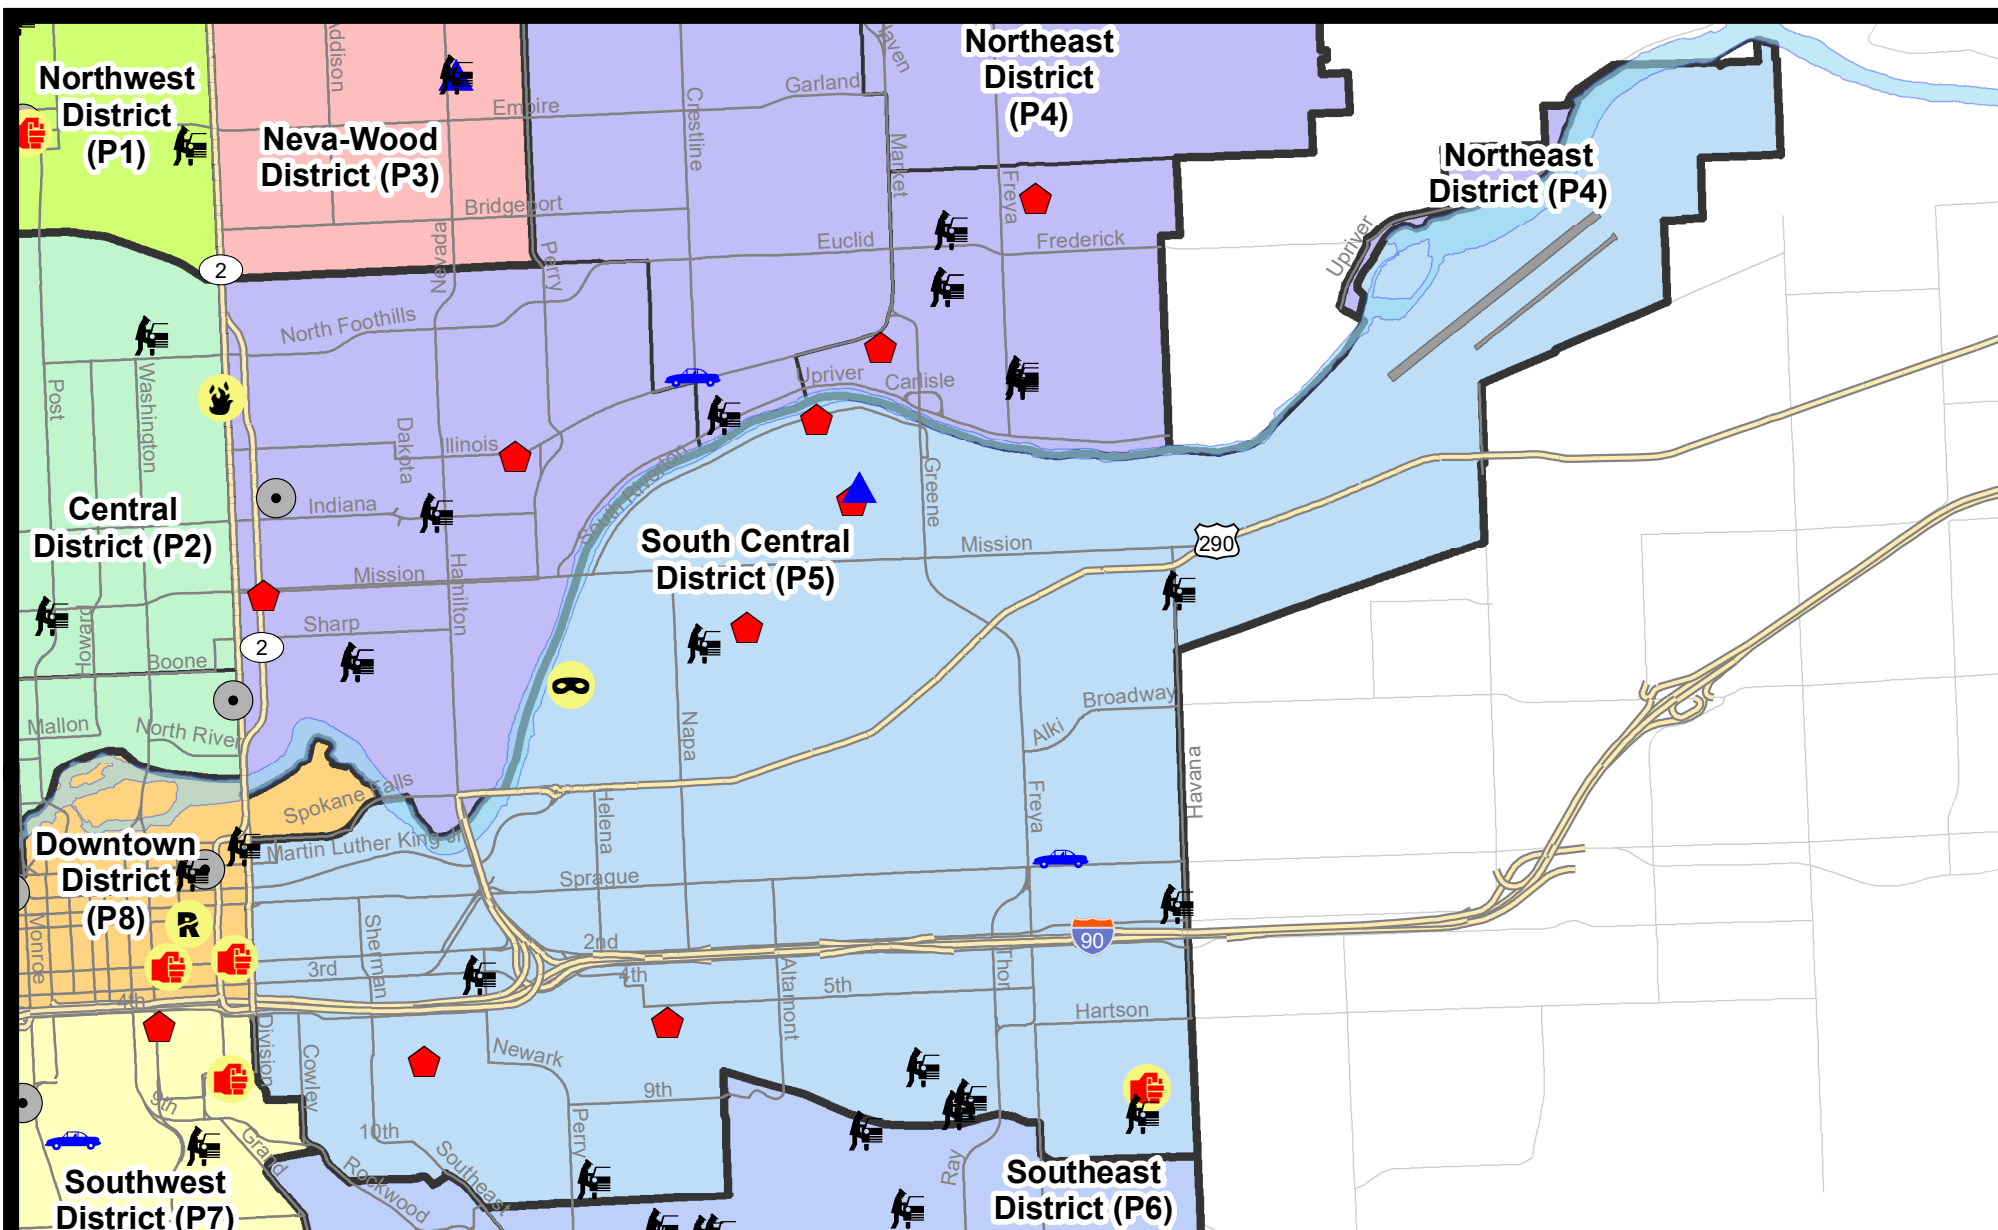 Northwest
District
(P1)
Neva-Wood
District (P3)
Northeast
District
(P4)
Northeast
District (P4)
Central
District (P2)
South Central
District (P5)
Downtown
District
(P8)
Southwest
District (P7)
Southeast
District (P6)
ddison
Empire
Garland
Crestline
aven
Market
Freya
Bridgeport
Nevada
Perry
Euclid
Frederick
Upriver
2
North Foothills
Post
Washington
Dakota
Illinois
Upriver
Carlisle
South Riverton
Greene
Indiana
Mission
Mission
290
Hamilton
Howard
Sharp
2
Boone
Mallon
North River
Napa
Broadway
Alki
Havana
Freya
Spokane Falls
Helena
Martin Luther King Jr
Sprague
Monroe
Sherman
2nd
3rd
4th
4th
5th
90
Thor
Altamont
Hartson
Division
Cowley
Newark
9th
9th
Perry
10th
Grand
Rockwood
Southeast
Ray